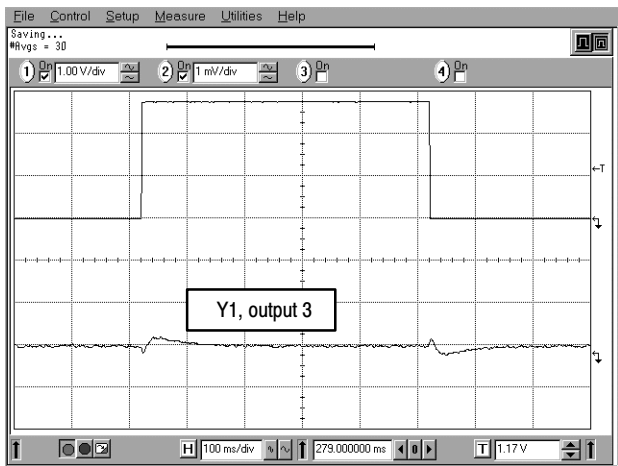 File Control Setup Measure Utilities Help
Saving...
#Avgs = 30
1 On 1.00 V/div 2 On 1 mV/div 3 On 4 On
T
Y1, output 3
H 100 ms/div 279.000000 ms 0 T 1.17 V